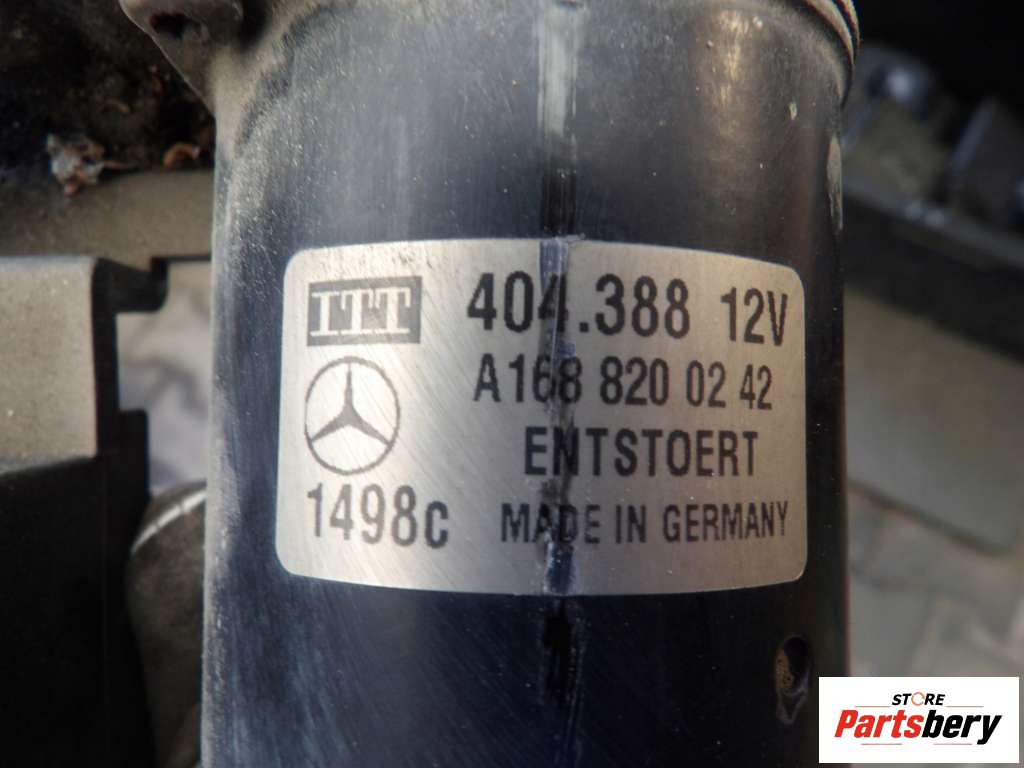 ITT 404.388 12V
A168 820 02 42
ENTSTOERT
1498c MADE IN GERMANY
STORE
Partsbery